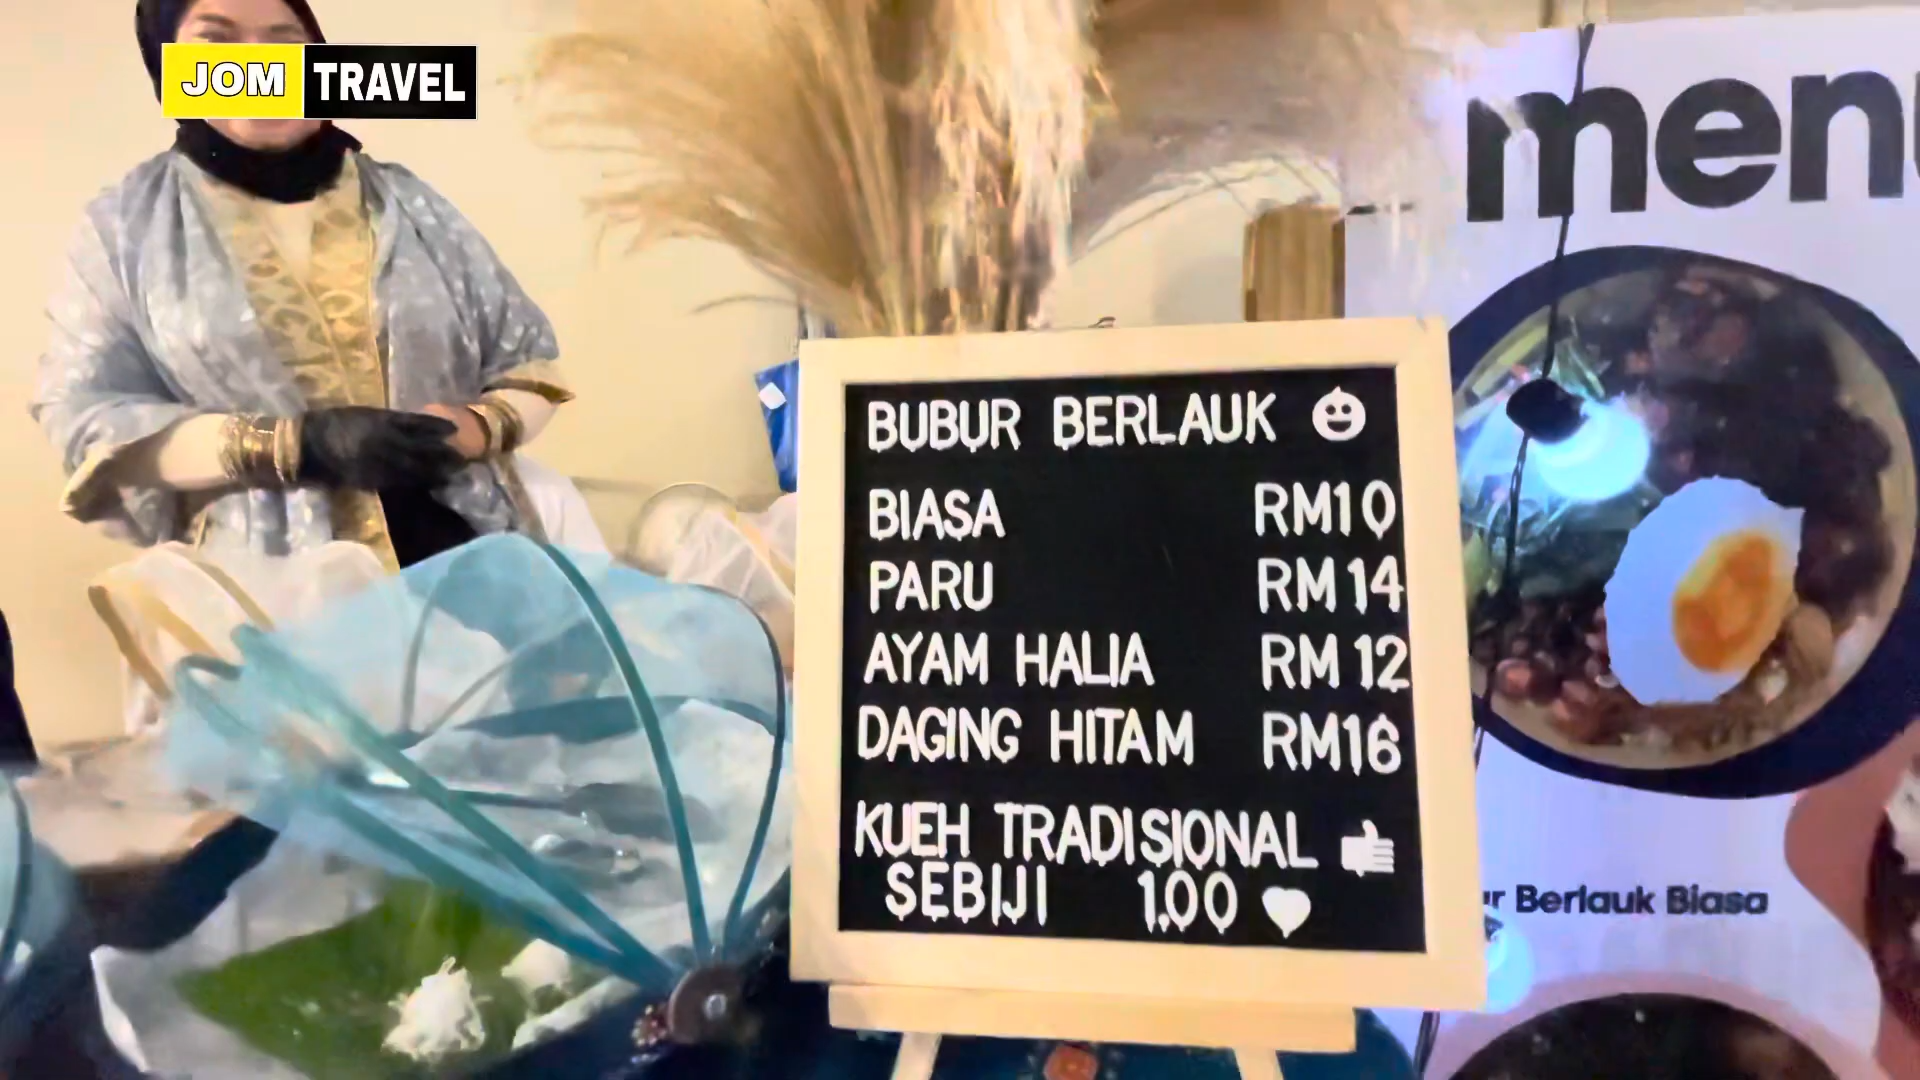 JOM TRAVEL
BUBUR BERLAUK
BIASA RM10
PARU RM14
AYAM HALIA RM12
DAGING HITAM RM16
KUEH TRADISIONAL
SEBIJI 1.00
Berlauk Biasa